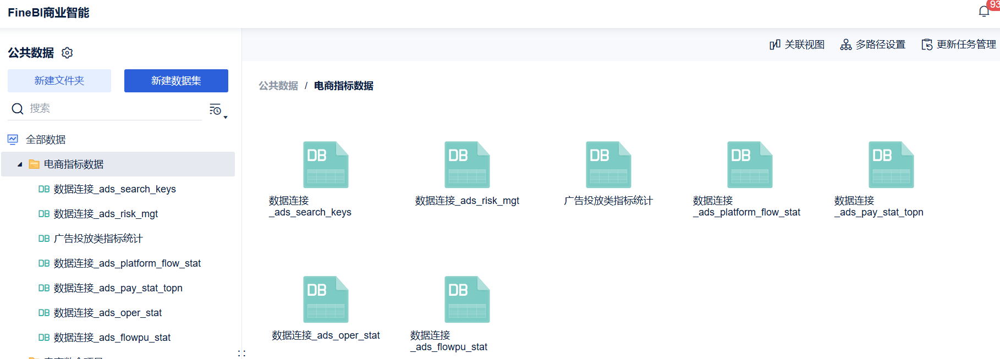 FineBI商业智能
93
公共数据
关联视图
多路径设置
更新任务管理
新建文件夹
新建数据集
搜索
公共数据 / 电商指标数据
全部数据
电商指标数据
DB 数据连接_ads_search_keys
DB 数据连接_ads_risk_mgt
DB 广告投放类指标统计
DB 数据连接_ads_platform_flow_stat
DB 数据连接_ads_pay_stat_topn
DB 数据连接_ads_oper_stat
DB 数据连接_ads_flowpu_stat
DB
数据连接
_ads_search_keys
DB
数据连接_ads_risk_mgt
DB
广告投放类指标统计
DB
数据连接
_ads_platform_flow_stat
DB
数据连接
_ads_pay_stat_topn
DB
数据连接_ads_oper_stat
DB
数据连接
_ads_flowpu_stat